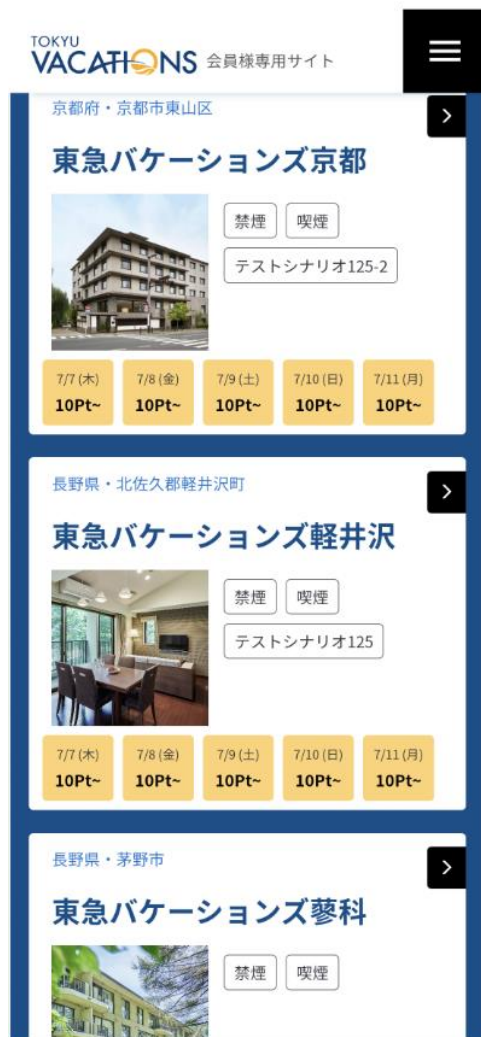 TOKYU
VACATIONS 会員様専用サイト
京都府・京都市東山区
東急バケーションズ京都
禁煙 喫煙
テストシナリオ125-2
7/7 (木) 7/8 (金) 7/9 (土) 7/10 (日) 7/11 (月)
10Pt~ 10Pt~ 10Pt~ 10Pt~ 10Pt~
長野県・北佐久郡軽井沢町
東急バケーションズ軽井沢
禁煙 喫煙
テストシナリオ125
7/7 (木) 7/8 (金) 7/9 (土) 7/10 (日) 7/11 (月)
10Pt~ 10Pt~ 10Pt~ 10Pt~ 10Pt~
長野県・茅野市
東急バケーションズ蓼科
禁煙 喫煙